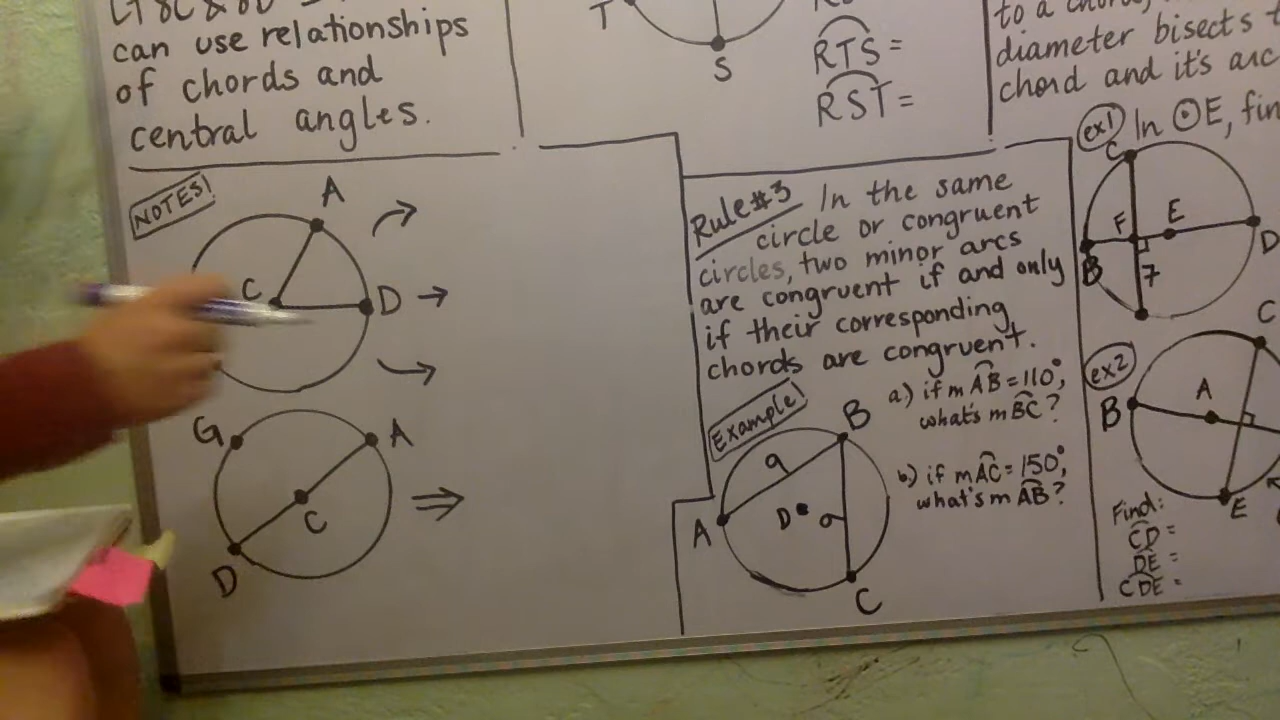 can use relationships
of chords and
central angles.
NOTES!
A
C
D
G
A
C
D
T
S
RTS =
RST =
Rule #3 In the same
circle or congruent
circles, two minor arcs
are congruent if and only
if their corresponding
chords are congruent.
Example!
a.) if m AB = 110°,
what's m BC?
b.) if m AC = 150°,
what's m AB?
B
9
D
9
A
C
diameter bisects
chord and it's arc
ex1 In ⊙E, fin
C
F
E
D
B
7
ex2
C
B
A
E
Find:
CD =
DE =
CDE =